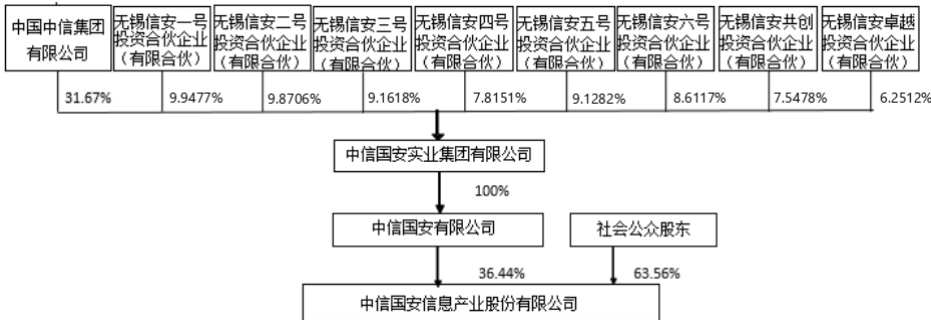 中国中信集团
有限公司
无锡信安一号
投资合伙企业
（有限合伙）
无锡信安二号
投资合伙企业
（有限合伙）
无锡信安三号
投资合伙企业
（有限合伙）
无锡信安四号
投资合伙企业
（有限合伙）
无锡信安五号
投资合伙企业
（有限合伙）
无锡信安六号
投资合伙企业
（有限合伙）
无锡信安共创
投资合伙企业
（有限合伙）
无锡信安卓越
投资合伙企业
（有限合伙）
31.67%
9.9477%
9.8706%
9.1618%
7.8151%
9.1282%
8.6117%
7.5478%
6.2512%
中信国安实业集团有限公司
100%
中信国安有限公司
社会公众股东
36.44%
63.56%
中信国安信息产业股份有限公司